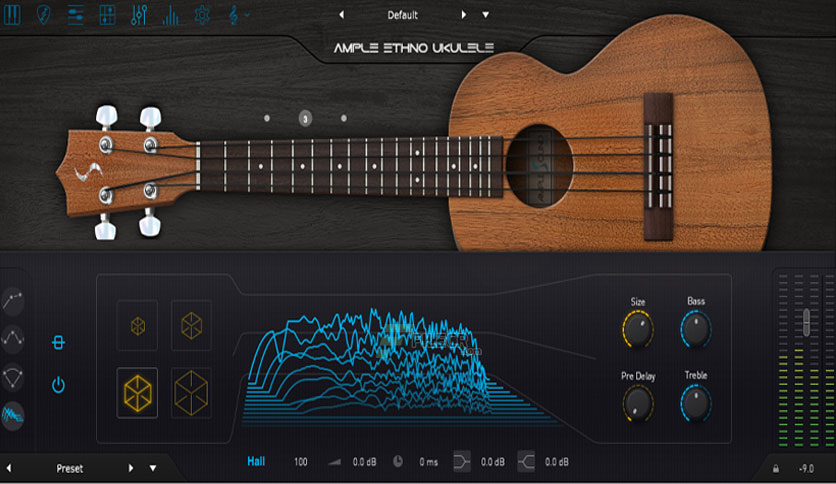 Default
AMPLE ETHNO UKULELE
3
Size
Bass
Pre Delay
Treble
Hall 100 0.0 dB 0 ms 0.0 dB 0.0 dB
Preset
-9.0